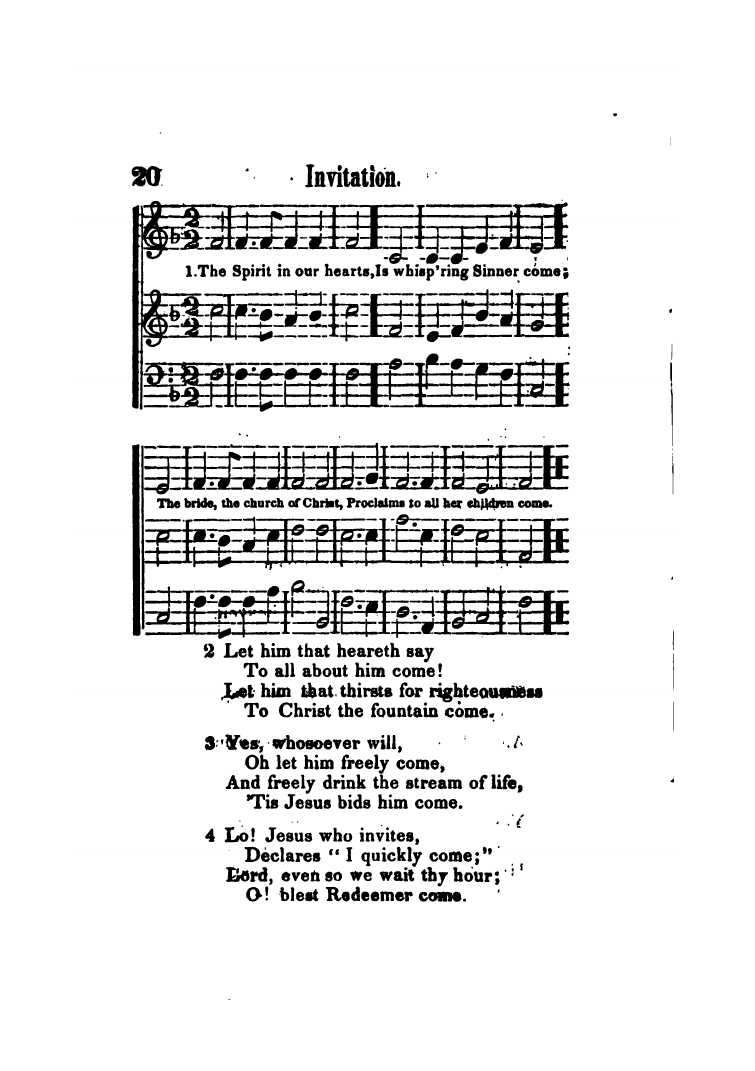 20 Invitation.
1.The Spirit in our hearts,Is whisp'ring Sinner come;
The bride, the church of Christ, Proclaims to all her children come.
2 Let him that heareth say
To all about him come!
Let him that thirsts for righteousness
To Christ the fountain come.
3 Yes, whosoever will,
Oh let him freely come,
And freely drink the stream of life,
'Tis Jesus bids him come.
4 Lo! Jesus who invites,
Declares "I quickly come;"
Lord, even so we wait thy hour;
O! blest Redeemer come.